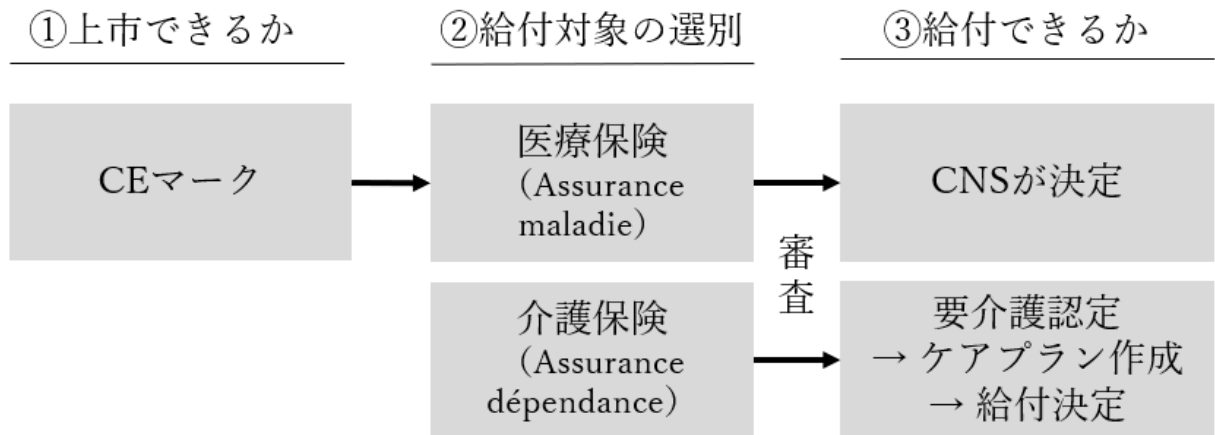 ①上市できるか
②給付対象の選別
③給付できるか
CEマーク
医療保険
（Assurance
maladie）
CNSが決定
審
査
介護保険
（Assurance
dépendance）
要介護認定
→ ケアプラン作成
→ 給付決定